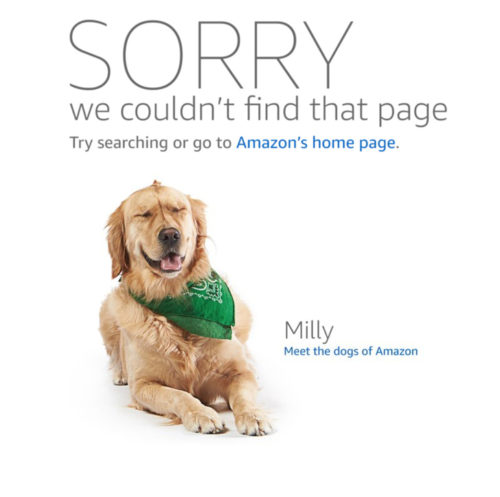 SORRY
we couldn't find that page
Try searching or go to Amazon's home page.
Milly
Meet the dogs of Amazon